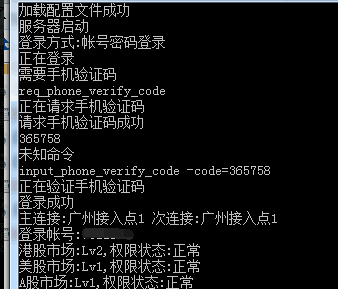 加载配置文件成功
服务器启动
登录方式:帐号密码登录
正在登录
需要手机验证码
req_phone_verify_code
正在请求手机验证码
请求手机验证码成功
365758
未知命令
input_phone_verify_code -code=365758
正在验证手机验证码
登录成功
主连接:广州接入点1 次连接:广州接入点1
登录帐号:
港股市场:Lv2,权限状态:正常
美股市场:Lv1,权限状态:正常
A股市场:Lv1,权限状态:正常